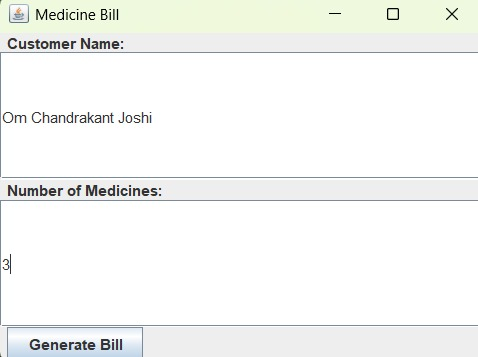 Medicine Bill
Customer Name:
Om Chandrakant Joshi
Number of Medicines:
3
Generate Bill